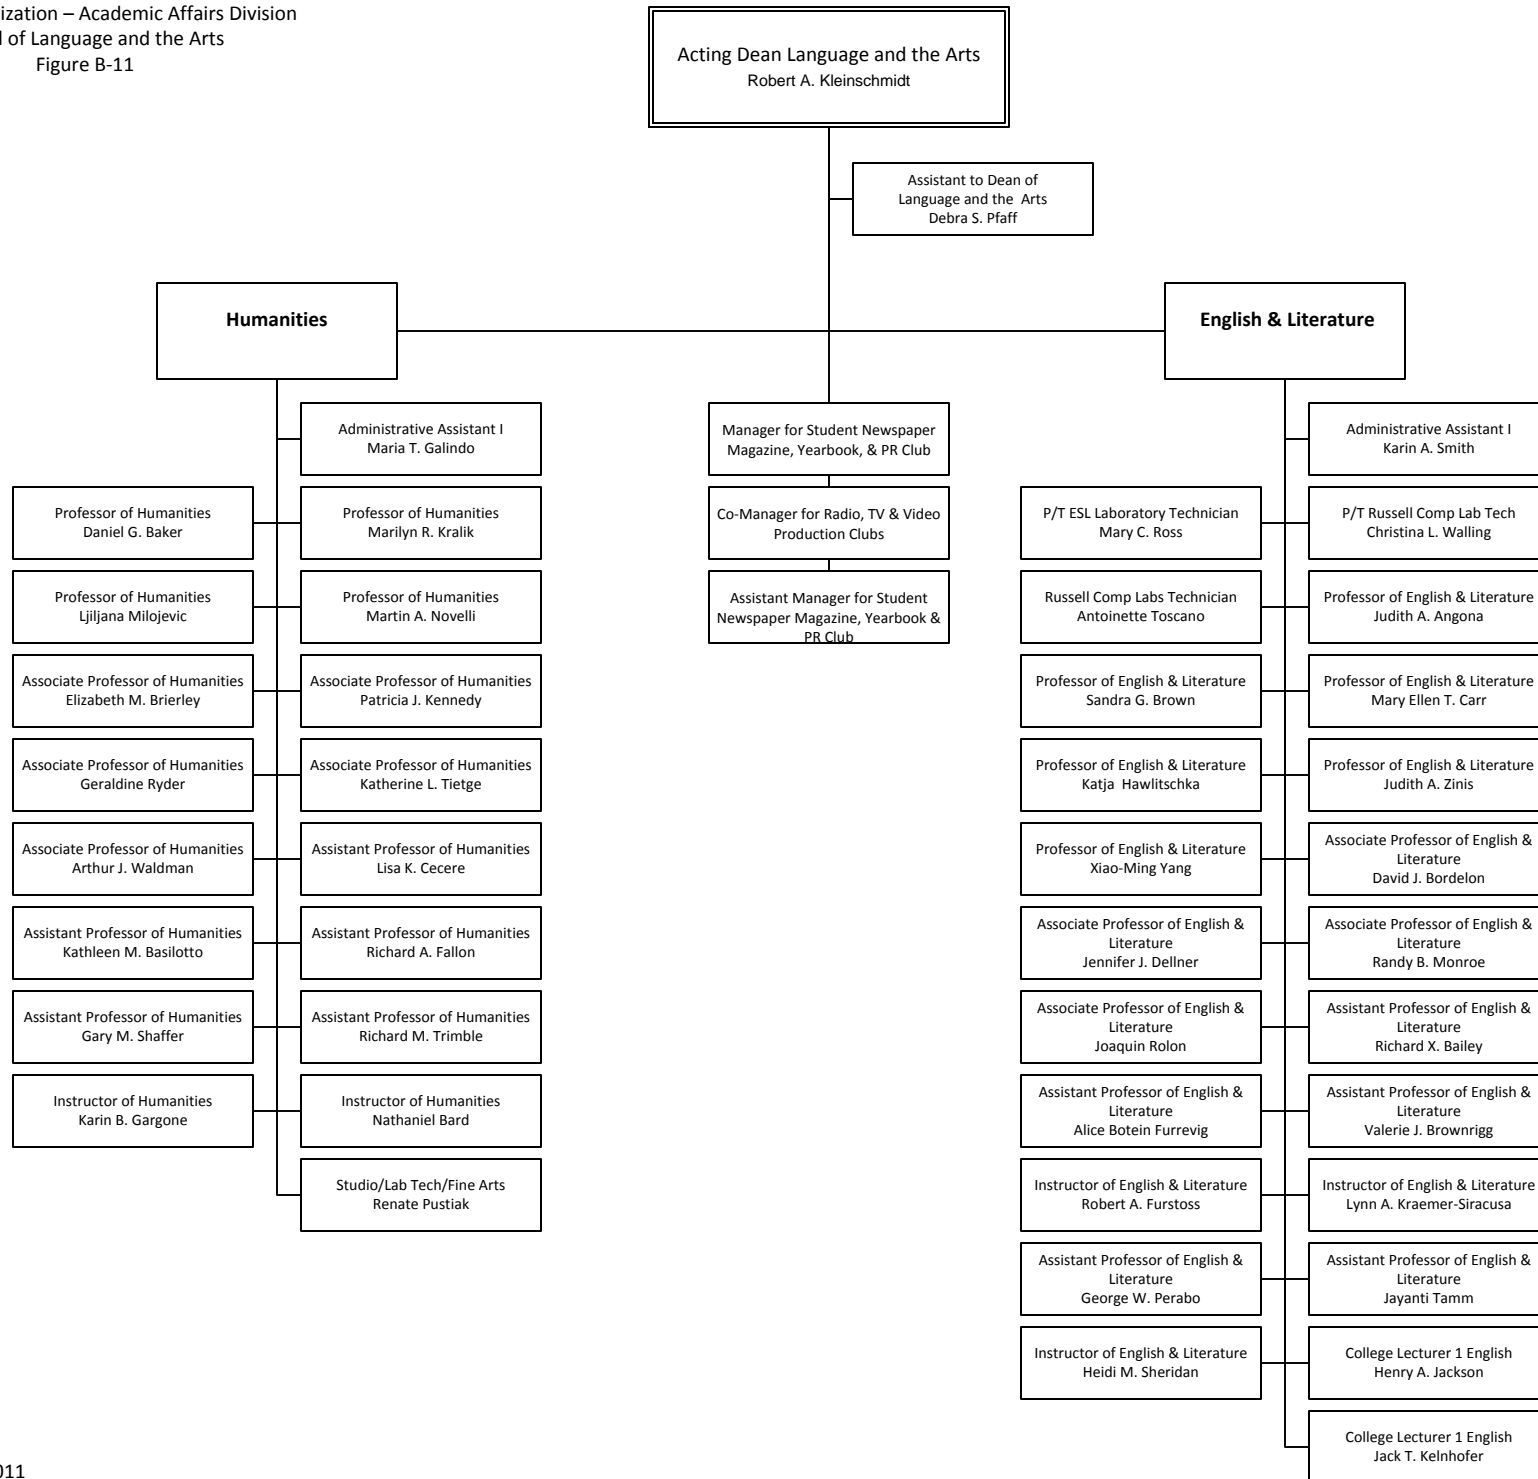 ization – Academic Affairs Division
of Language and the Arts
Figure B-11
Acting Dean Language and the Arts
Robert A. Kleinschmidt
Assistant to Dean of
Language and the Arts
Debra S. Pfaff
Humanities
English & Literature
Administrative Assistant I
Maria T. Galindo
Professor of Humanities
Daniel G. Baker
Professor of Humanities
Marilyn R. Kralik
Professor of Humanities
Ljiljana Milojevic
Professor of Humanities
Martin A. Novelli
Associate Professor of Humanities
Elizabeth M. Brierley
Associate Professor of Humanities
Patricia J. Kennedy
Associate Professor of Humanities
Geraldine Ryder
Associate Professor of Humanities
Katherine L. Tietge
Associate Professor of Humanities
Arthur J. Waldman
Assistant Professor of Humanities
Lisa K. Cecere
Assistant Professor of Humanities
Kathleen M. Basilotto
Assistant Professor of Humanities
Richard A. Fallon
Assistant Professor of Humanities
Gary M. Shaffer
Assistant Professor of Humanities
Richard M. Trimble
Instructor of Humanities
Karin B. Gargone
Instructor of Humanities
Nathaniel Bard
Studio/Lab Tech/Fine Arts
Renate Pustiak
Manager for Student Newspaper
Magazine, Yearbook, & PR Club
Co-Manager for Radio, TV & Video
Production Clubs
Assistant Manager for Student
Newspaper Magazine, Yearbook &
PR Club
Administrative Assistant I
Karin A. Smith
P/T ESL Laboratory Technician
Mary C. Ross
P/T Russell Comp Lab Tech
Christina L. Walling
Russell Comp Labs Technician
Antoinette Toscano
Professor of English & Literature
Judith A. Angona
Professor of English & Literature
Sandra G. Brown
Professor of English & Literature
Mary Ellen T. Carr
Professor of English & Literature
Katja Hawlitschka
Professor of English & Literature
Judith A. Zinis
Professor of English & Literature
Xiao-Ming Yang
Associate Professor of English &
Literature
David J. Bordelon
Associate Professor of English &
Literature
Jennifer J. Dellner
Associate Professor of English &
Literature
Randy B. Monroe
Associate Professor of English &
Literature
Joaquin Rolon
Assistant Professor of English &
Literature
Richard X. Bailey
Assistant Professor of English &
Literature
Alice Botein Furrevig
Assistant Professor of English &
Literature
Valerie J. Brownrigg
Instructor of English & Literature
Robert A. Furstoss
Instructor of English & Literature
Lynn A. Kraemer-Siracusa
Assistant Professor of English &
Literature
George W. Perabo
Assistant Professor of English &
Literature
Jayanti Tamm
Instructor of English & Literature
Heidi M. Sheridan
College Lecturer 1 English
Henry A. Jackson
College Lecturer 1 English
Jack T. Kelnhofer
011